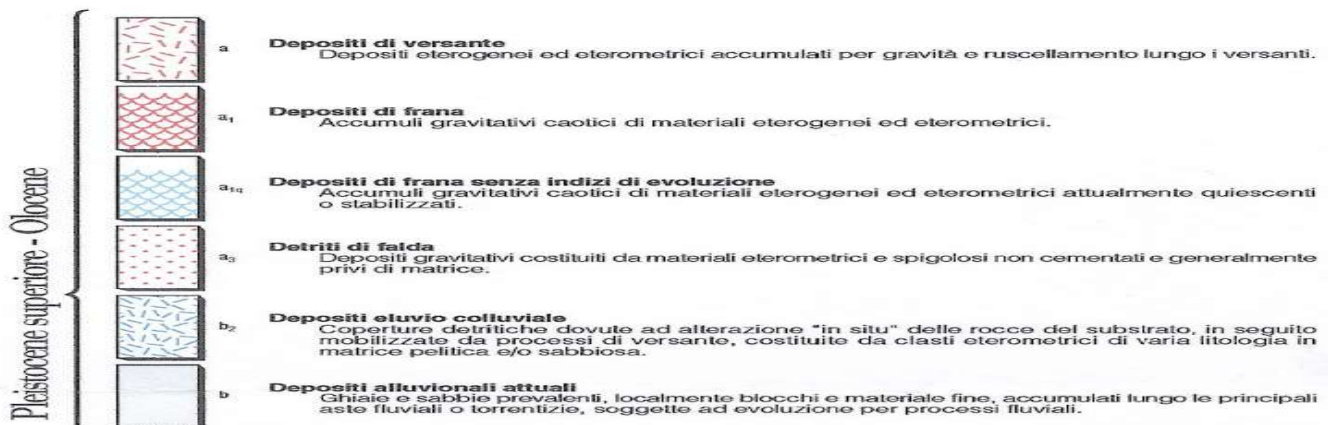 Pleistocene superiore - Olocene
a
Depositi di versante
Depositi eterogenei ed eterometrici accumulati per gravità e ruscellamento lungo i versanti.
a1
Depositi di frana
Accumuli gravitativi caotici di materiali eterogenei ed eterometrici.
a1q
Depositi di frana senza indizi di evoluzione
Accumuli gravitativi caotici di materiali eterogenei ed eterometrici attualmente quiescenti
o stabilizzati.
a3
Detriti di falda
Depositi gravitativi costituiti da materiali eterometrici e spigolosi non cementati e generalmente
privi di matrice.
b2
Depositi eluvio colluviale
Coperture detritiche dovute ad alterazione "in situ" delle rocce del substrato, in seguito
mobilizzate da processi di versante, costituite da clasti eterometrici di varia litologia in
matrice pelitica e/o sabbiosa.
b
Depositi alluvionali attuali
Ghiaie e sabbie prevalenti, localmente blocchi e materiale fine, accumulati lungo le principali
aste fluviali o torrentizie, soggette ad evoluzione per processi fluviali.